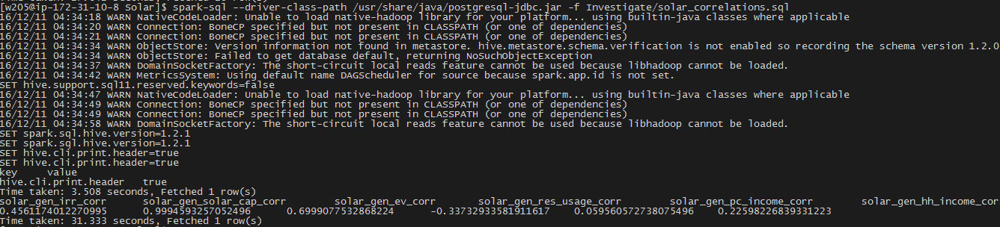 [w205@ip-172-31-10-8 Solar]$ spark-sql --driver-class-path /usr/share/java/postgresql-jdbc.jar -f Investigate/solar_correlations.sql
16/12/11 04:34:18 WARN NativeCodeLoader: Unable to load native-hadoop library for your platform... using builtin-java classes where applicable
16/12/11 04:34:20 WARN Connection: BoneCP specified but not present in CLASSPATH (or one of dependencies)
16/12/11 04:34:21 WARN Connection: BoneCP specified but not present in CLASSPATH (or one of dependencies)
16/12/11 04:34:34 WARN ObjectStore: Version information not found in metastore. hive.metastore.schema.verification is not enabled so recording the schema version 1.2.0
16/12/11 04:34:34 WARN ObjectStore: Failed to get database default, returning NoSuchObjectException
16/12/11 04:34:37 WARN DomainSocketFactory: The short-circuit local reads feature cannot be used because libhadoop cannot be loaded.
16/12/11 04:34:42 WARN MetricsSystem: Using default name DAGScheduler for source because spark.app.id is not set.
SET hive.support.sql11.reserved.keywords=false
16/12/11 04:34:47 WARN NativeCodeLoader: Unable to load native-hadoop library for your platform... using builtin-java classes where applicable
16/12/11 04:34:49 WARN Connection: BoneCP specified but not present in CLASSPATH (or one of dependencies)
16/12/11 04:34:49 WARN Connection: BoneCP specified but not present in CLASSPATH (or one of dependencies)
16/12/11 04:34:58 WARN DomainSocketFactory: The short-circuit local reads feature cannot be used because libhadoop cannot be loaded.
SET spark.sql.hive.version=1.2.1
SET spark.sql.hive.version=1.2.1
SET hive.cli.print.header=true
SET hive.cli.print.header=true
key value
hive.cli.print.header true
Time taken: 3.508 seconds, Fetched 1 row(s)
solar_gen_irr_corr solar_gen_solar_cap_corr solar_gen_ev_corr solar_gen_res_usage_corr solar_gen_pc_income_corr solar_gen_hh_income_cor
0.4561174012270995 0.9994593257052496 0.6999077532868224 -0.33732933581911617 0.059560572738075496 0.22598226839331223
Time taken: 31.333 seconds, Fetched 1 row(s)